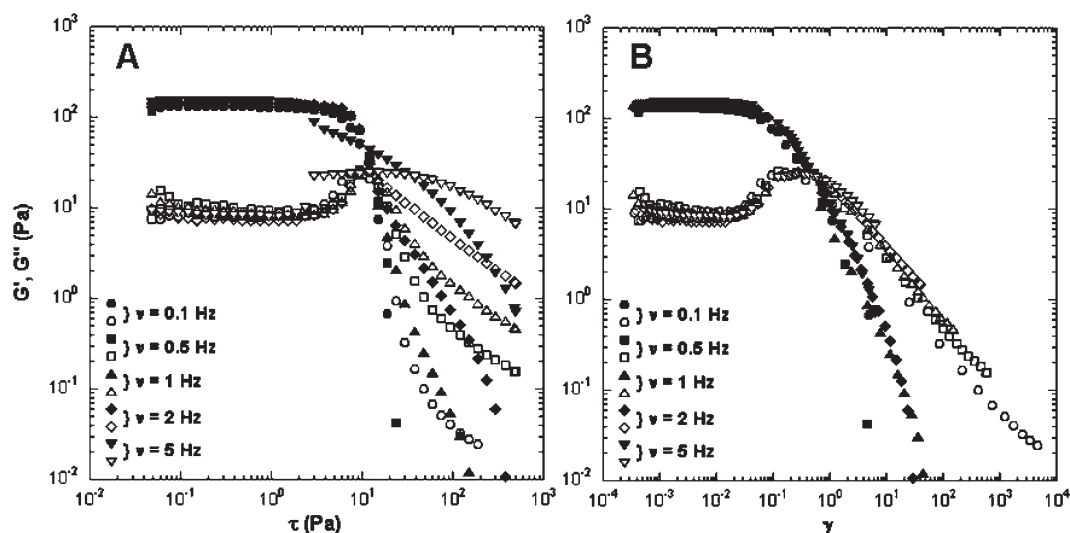 A
B
10³
10²
10¹
10⁰
10⁻¹
10⁻²
G', G'' (Pa)
} ν = 0.1 Hz
} ν = 0.5 Hz
} ν = 1 Hz
} ν = 2 Hz
} ν = 5 Hz
10⁻² 10⁻¹ 10⁰ 10¹ 10² 10³
τ (Pa)
10³
10²
10¹
10⁰
10⁻¹
10⁻²
} ν = 0.1 Hz
} ν = 0.5 Hz
} ν = 1 Hz
} ν = 2 Hz
} ν = 5 Hz
10⁻⁴ 10⁻³ 10⁻² 10⁻¹ 10⁰ 10¹ 10² 10³ 10⁴
γ